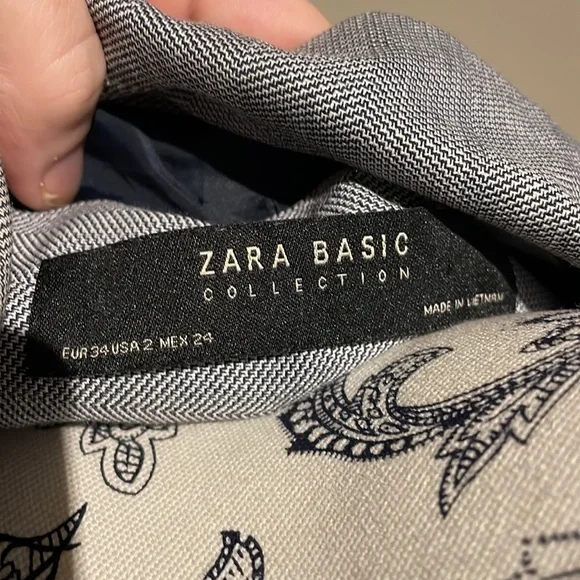 ZARA BASIC
COLLECTION
MADE IN VIETNAM
EUR 34 USA 2 MEX 24